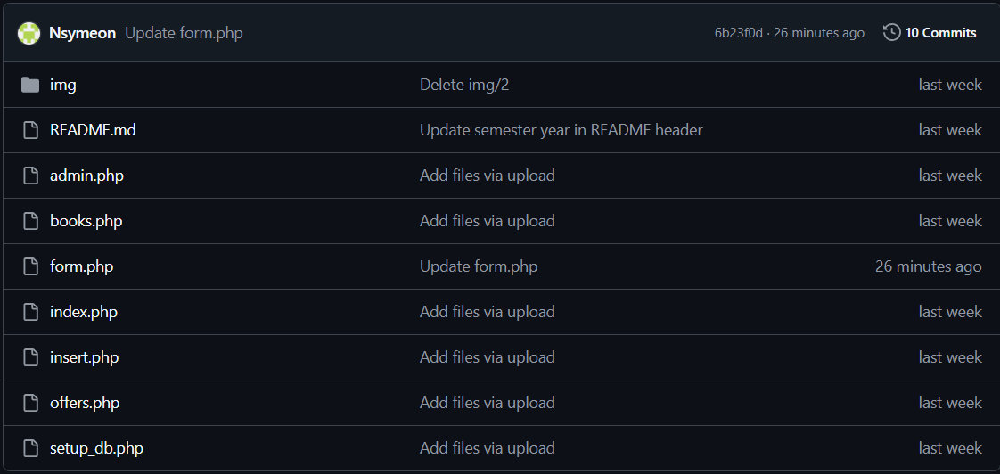 Nsymeon Update form.php 6b23f0d · 26 minutes ago 10 Commits
img Delete img/2 last week
README.md Update semester year in README header last week
admin.php Add files via upload last week
books.php Add files via upload last week
form.php Update form.php 26 minutes ago
index.php Add files via upload last week
insert.php Add files via upload last week
offers.php Add files via upload last week
setup_db.php Add files via upload last week